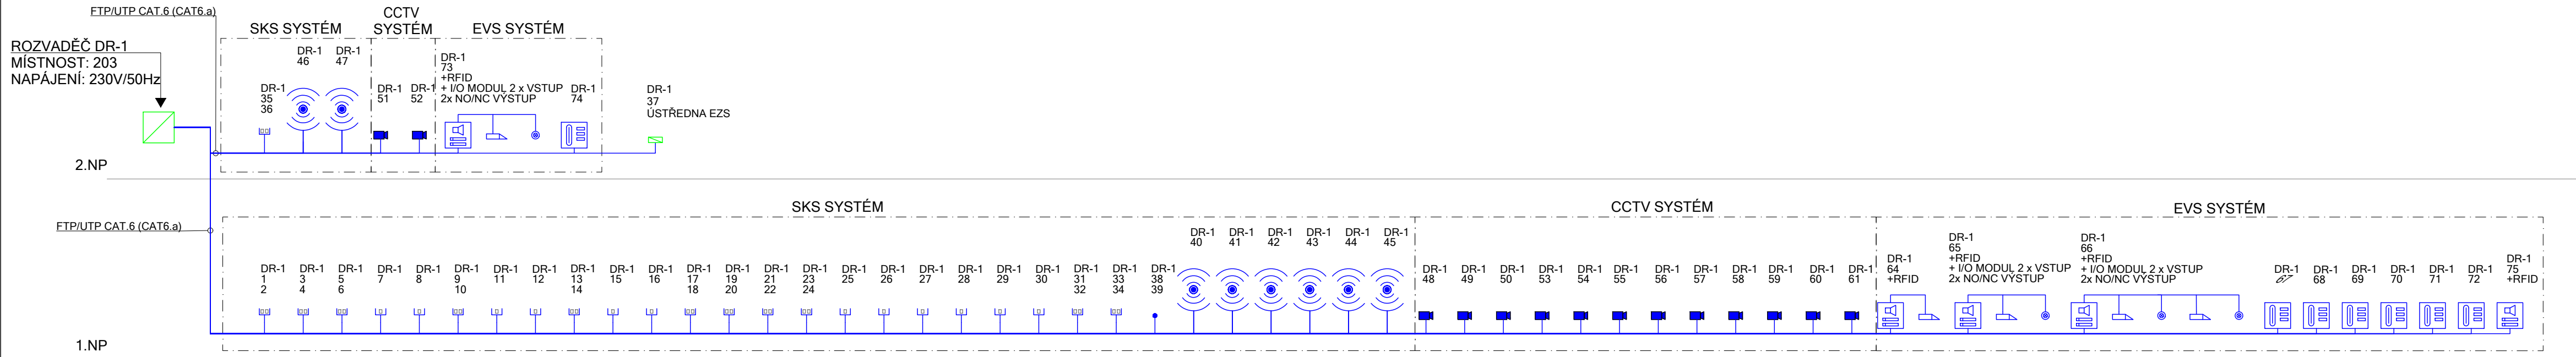 FTP/UTP CAT.6 (CAT6.a)
ROZVADĚČ DR-1
MÍSTNOST: 203
NAPÁJENÍ: 230V/50Hz
SKS SYSTÉM
CCTV
SYSTÉM
EVS SYSTÉM
DR-1
35
36
DR-1
46
DR-1
47
DR-1
51
DR-1
52
DR-1
73
+RFID
+ I/O MODUL 2 x VSTUP
2x NO/NC VÝSTUP
DR-1
74
DR-1
37
ÚSTŘEDNA EZS
2.NP
FTP/UTP CAT.6 (CAT6.a)
SKS SYSTÉM
CCTV SYSTÉM
EVS SYSTÉM
DR-1
1
2
DR-1
3
4
DR-1
5
6
DR-1
7
DR-1
8
DR-1
9
10
DR-1
11
DR-1
12
DR-1
13
14
DR-1
15
DR-1
16
DR-1
17
18
DR-1
19
20
DR-1
21
22
DR-1
23
24
DR-1
25
DR-1
26
DR-1
27
DR-1
28
DR-1
29
DR-1
30
DR-1
31
32
DR-1
33
34
DR-1
38
39
DR-1
40
DR-1
41
DR-1
42
DR-1
43
DR-1
44
DR-1
45
DR-1
48
DR-1
49
DR-1
50
DR-1
53
DR-1
54
DR-1
55
DR-1
56
DR-1
57
DR-1
58
DR-1
59
DR-1
60
DR-1
61
DR-1
64
+RFID
DR-1
65
+RFID
+ I/O MODUL 2 x VSTUP
2x NO/NC VÝSTUP
DR-1
66
+RFID
+ I/O MODUL 2 x VSTUP
2x NO/NC VÝSTUP
DR-1
67
DR-1
68
DR-1
69
DR-1
70
DR-1
71
DR-1
72
DR-1
75
+RFID
1.NP